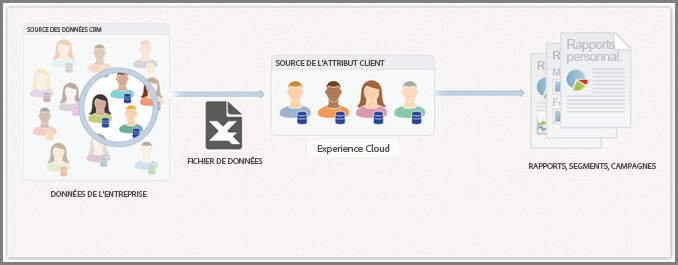 SOURCE DES DONNÉES CRM
DONNÉES DE L'ENTREPRISE
FICHIER DE DONNÉES
SOURCE DE L'ATTRIBUT CLIENT
Experience Cloud
Rapports
personnal.
RAPPORTS, SEGMENTS, CAMPAGNES